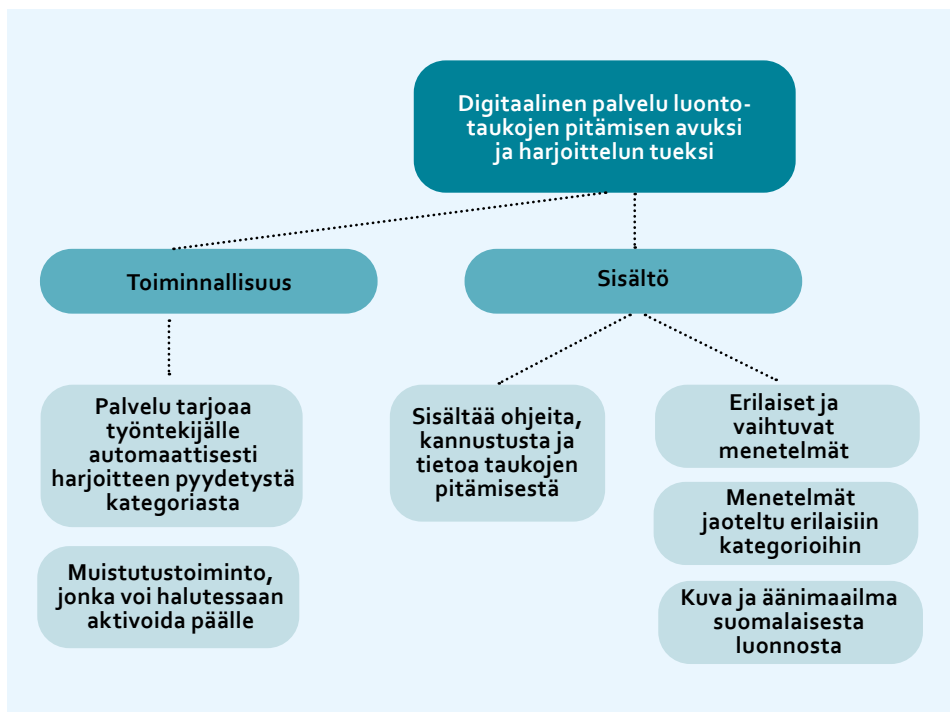 Digitaalinen palvelu luonto-
taukojen pitämisen avuksi
ja harjoittelun tueksi
Toiminnallisuus
Sisältö
Palvelu tarjoaa
työntekijälle
automaattisesti
harjoitteen pyydetystä
kategoriasta
Muistutustoiminto,
jonka voi halutessaan
aktivoida päälle
Sisältää ohjeita,
kannustusta ja
tietoa taukojen
pitämisestä
Erilaiset ja
vaihtuvat
menetelmät
Menetelmät
jaoteltu erilaisiin
kategorioihin
Kuva ja äänimaailma
suomalaisesta
luonnosta